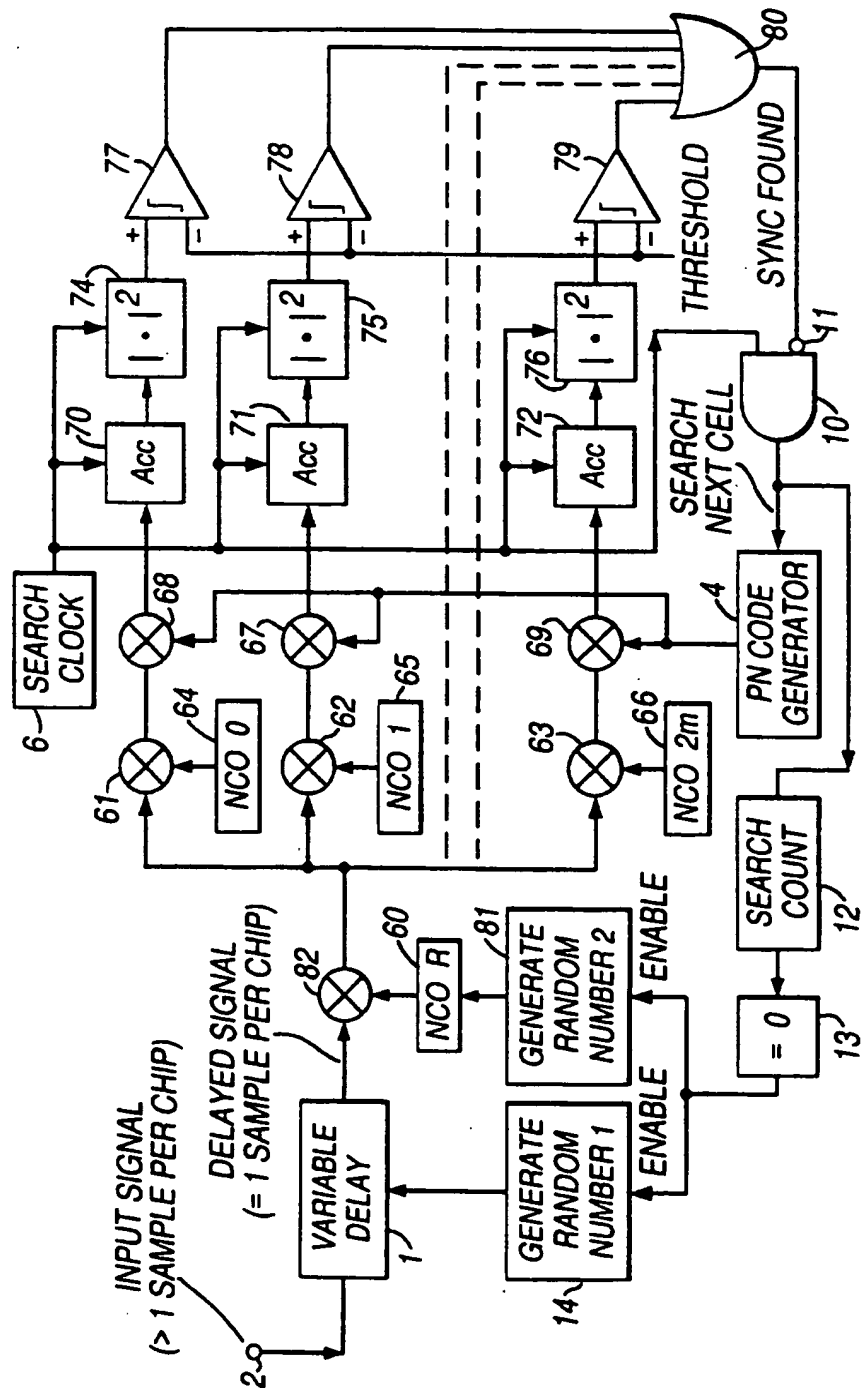 INPUT SIGNAL
(> 1 SAMPLE PER CHIP)
2
VARIABLE
DELAY
1
DELAYED SIGNAL
(= 1 SAMPLE PER CHIP)
82
60
NCO R
81
GENERATE
RANDOM
NUMBER 2
GENERATE
RANDOM
NUMBER 1
14
ENABLE
ENABLE
= 0
13
SEARCH
COUNT
12
61
64
NCO 0
62
65
NCO 1
63
66
NCO 2m
68
67
69
SEARCH
CLOCK
6
4
PN CODE
GENERATOR
SEARCH
NEXT CELL
70
Acc
71
Acc
72
Acc
74
| • | 2
75
| • | 2
76
| • | 2
+
-
77
+
-
78
+
-
79
THRESHOLD
SYNC FOUND
80
11
10